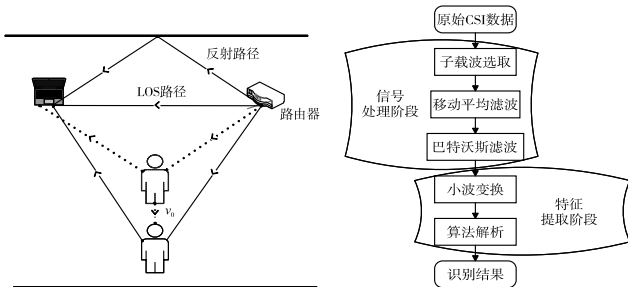 反射路径
LOS路径
路由器
v₀
原始CSI数据
子载波选取
信号
处理阶段
移动平均滤波
巴特沃斯滤波
小波变换
特征
提取阶段
算法解析
识别结果